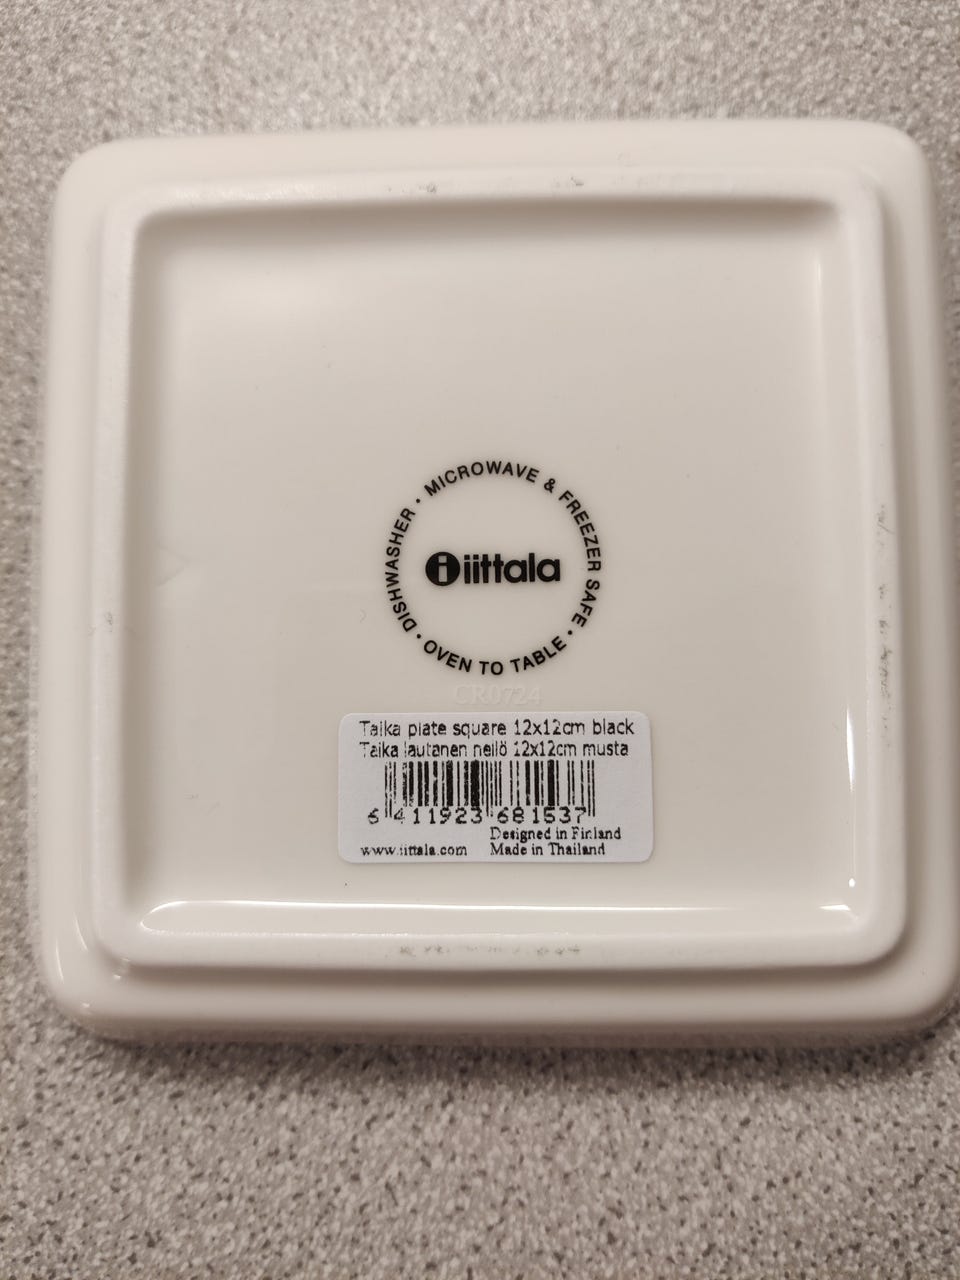 DISHWASHER · MICROWAVE & FREEZER SAFE · OVEN TO TABLE ·
iittala
CR0724
Taika plate square 12x12cm black
Taika lautanen neliö 12x12cm musta
6 411923 681537
Designed in Finland
www.iittala.com Made in Thailand